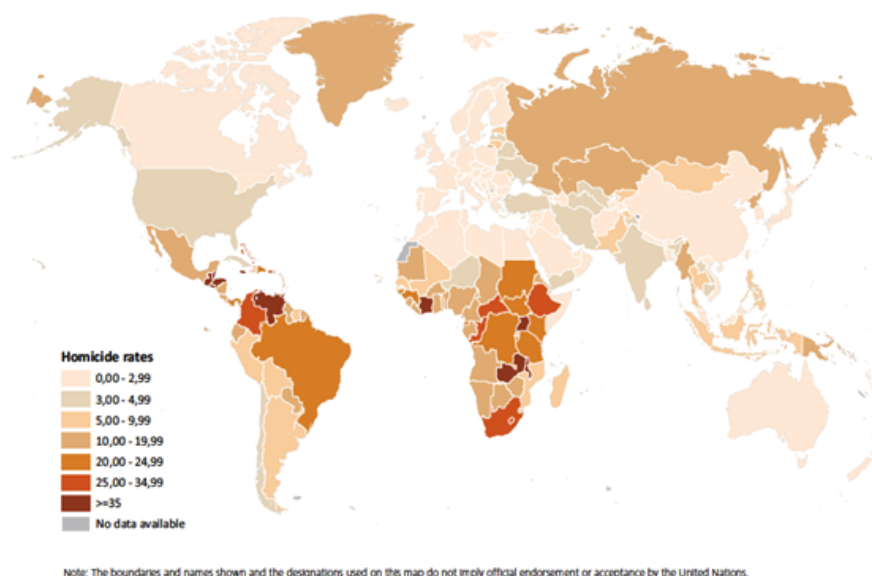 Homicide rates
0,00 - 2,99
3,00 - 4,99
5,00 - 9,99
10,00 - 19,99
20,00 - 24,99
25,00 - 34,99
>=35
No data available
Note: The boundaries and names shown and the designations used on this map do not imply official endorsement or acceptance by the United Nations.